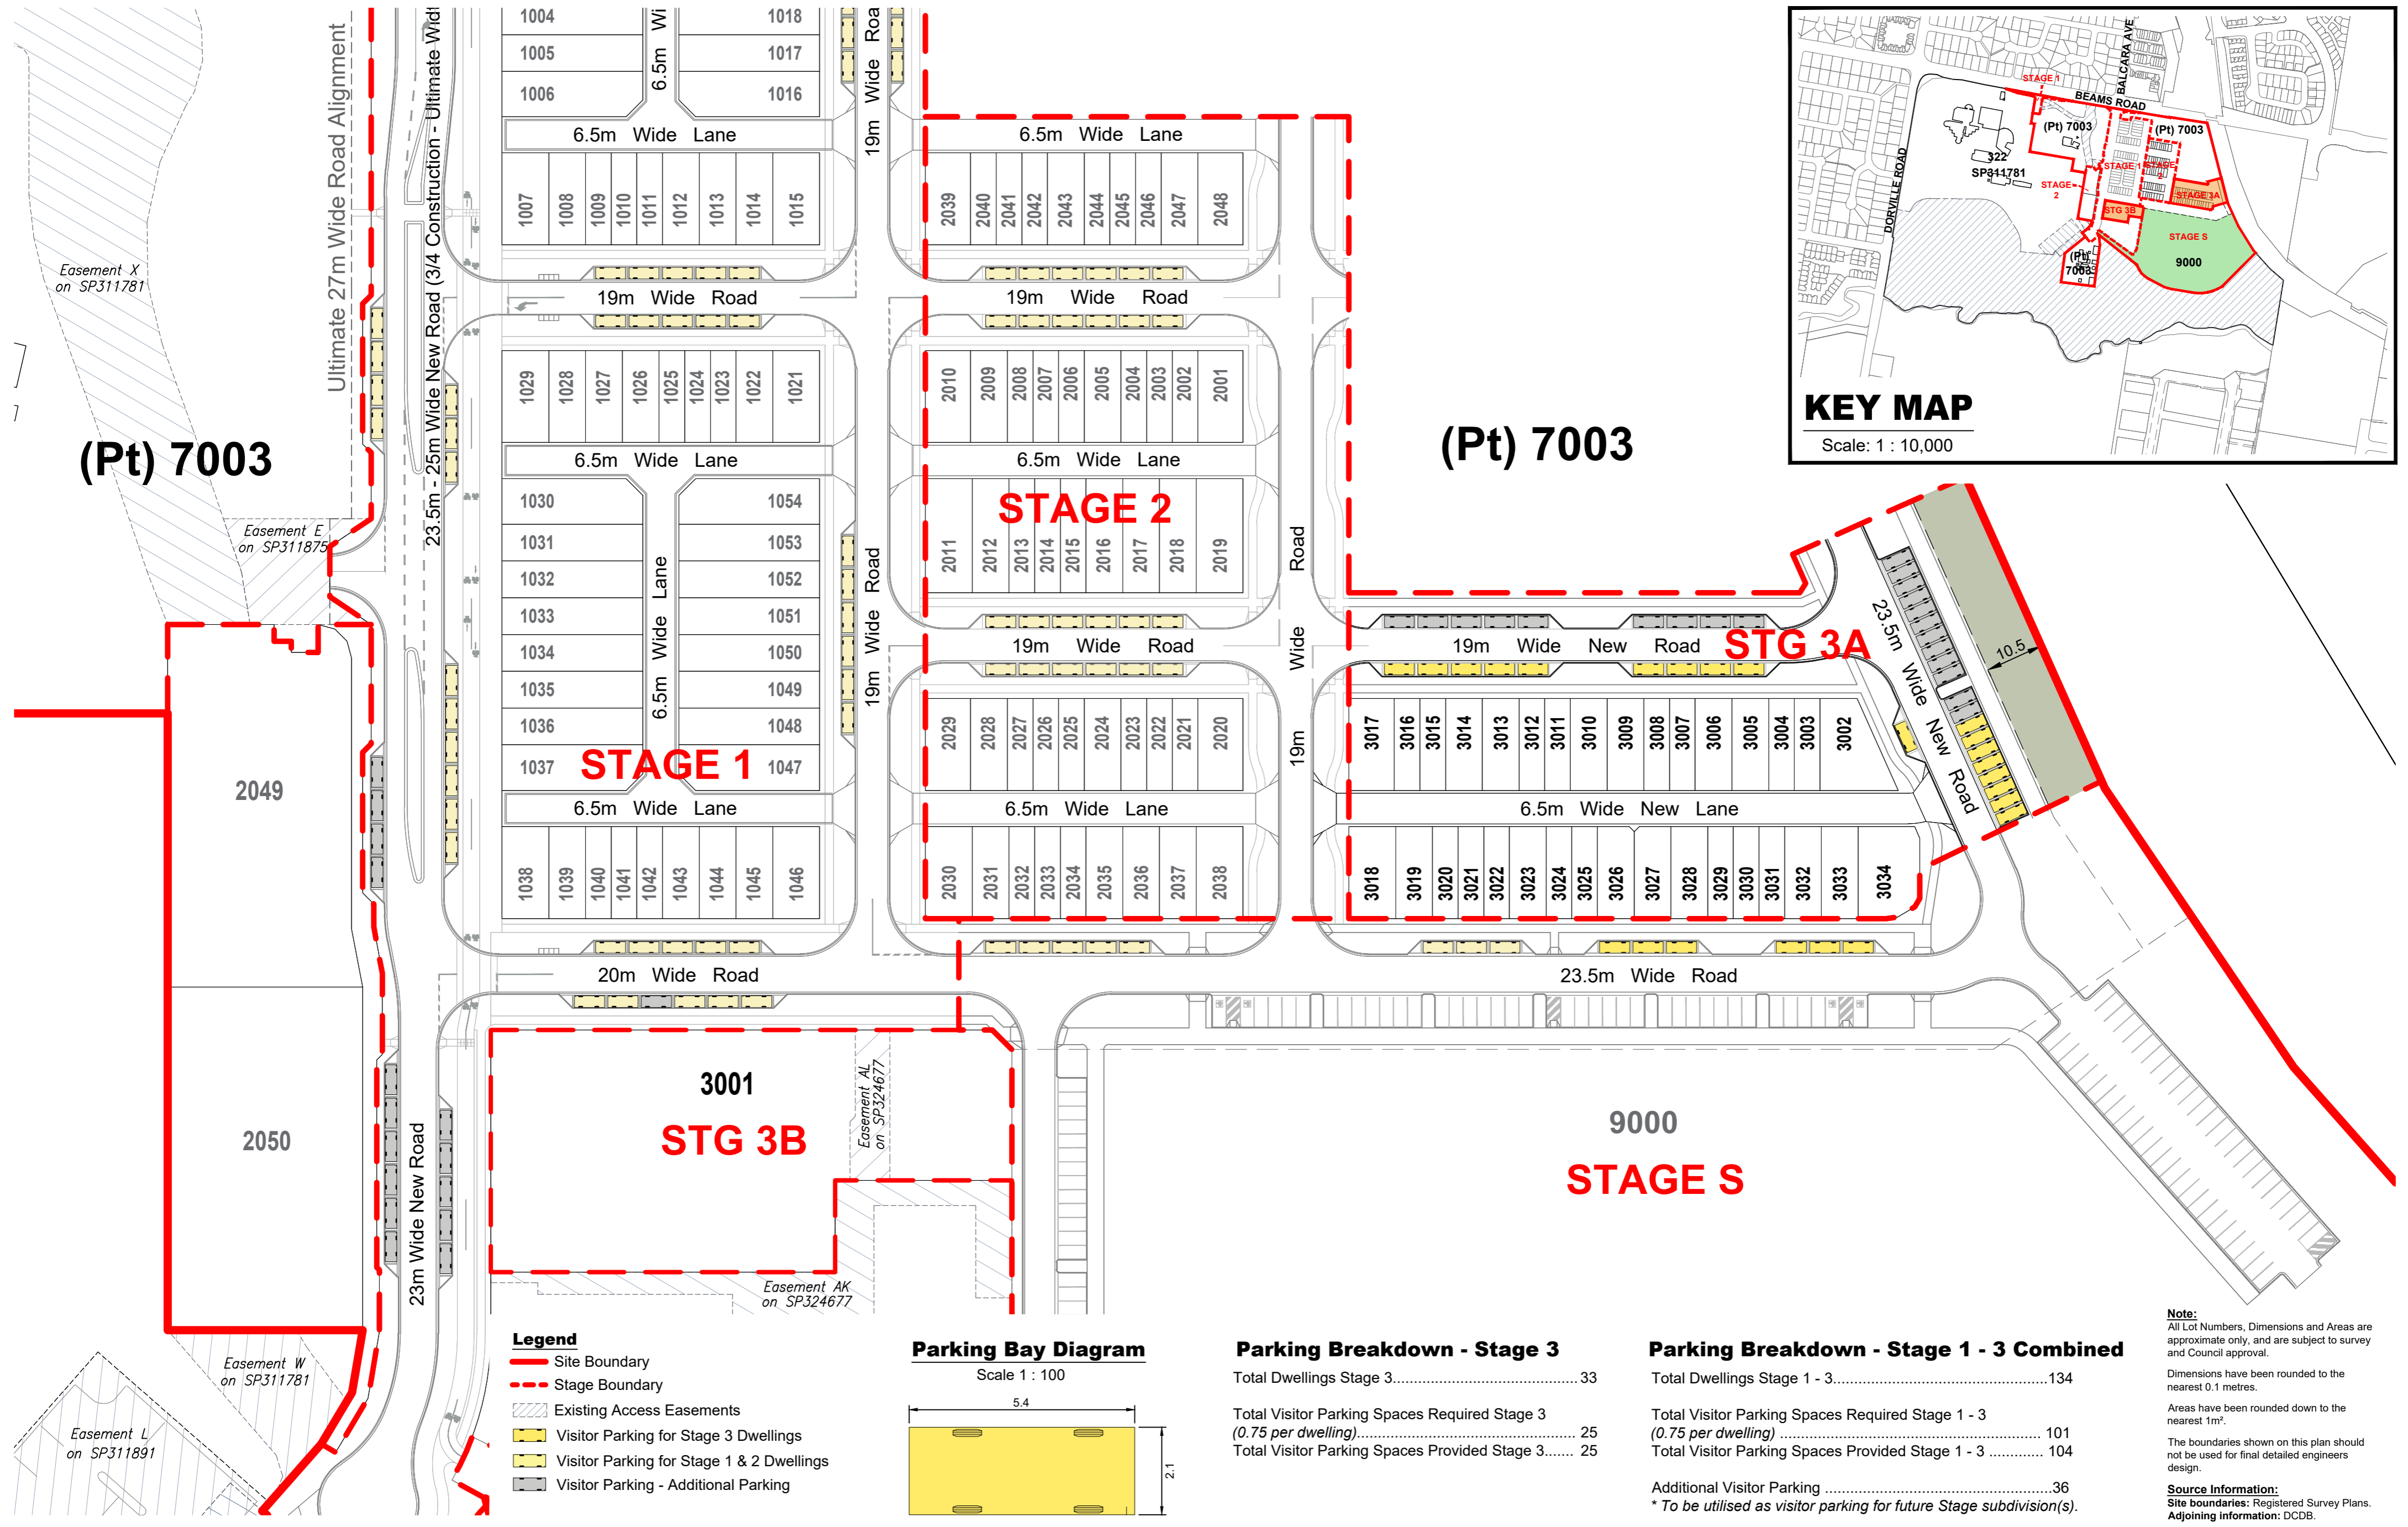 1004
1005
1006
1018
1017
1016
6.5m Wi
19m Wide Roa
Ultimate 27m Wide Road Alignment
23.5m - 25m Wide New Road (3/4 Construction - Ultimate Widt
6.5m Wide Lane
6.5m Wide Lane
1007
1008
1009
1010
1011
1012
1013
1014
1015
2039
2040
2041
2042
2043
2044
2045
2046
2047
2048
Easement X
on SP311781
19m Wide Road
19m Wide Road
1029
1028
1027
1026
1025
1024
1023
1022
1021
2010
2009
2008
2007
2006
2005
2004
2003
2002
2001
(Pt) 7003
(Pt) 7003
6.5m Wide Lane
6.5m Wide Lane
Easement E
on SP311875
1030
1031
1032
1033
1034
1035
1036
1037
1054
1053
1052
1051
1050
1049
1048
1047
6.5m Wide Lane
STAGE 1
19m Wide Road
STAGE 2
2011
2012
2013
2014
2015
2016
2017
2018
2019
19m Wide Road
19m Wide Road
19m Wide New Road
STG 3A
23.5m Wide New Road
10.5
2029
2028
2027
2026
2025
2024
2023
2022
2021
2020
3017
3016
3015
3014
3013
3012
3011
3010
3009
3008
3007
3006
3005
3004
3003
3002
2049
6.5m Wide Lane
6.5m Wide Lane
6.5m Wide New Lane
1038
1039
1040
1041
1042
1043
1044
1045
1046
2030
2031
2032
2033
2034
2035
2036
2037
2038
3018
3019
3020
3021
3022
3023
3024
3025
3026
3027
3028
3029
3030
3031
3032
3033
3034
20m Wide Road
23.5m Wide Road
2050
23m Wide New Road
3001
STG 3B
Easement AL
on SP324677
Easement AK
on SP324677
9000
STAGE S
Easement W
on SP311781
Easement L
on SP311891
BALCARA AVE
STAGE 1
BEAMS ROAD
(Pt) 7003
(Pt) 7003
322
SP311781
DORVILLE ROAD
STAGE 1
STAGE
2
STAGE
2
STAGE 3A
STG 3B
STAGE S
9000
(Pt)
7003
KEY MAP
Scale: 1 : 10,000
Legend
Site Boundary
Stage Boundary
Existing Access Easements
Visitor Parking for Stage 3 Dwellings
Visitor Parking for Stage 1 & 2 Dwellings
Visitor Parking - Additional Parking
Parking Bay Diagram
Scale 1 : 100
5.4
2.1
Parking Breakdown - Stage 3
Total Dwellings Stage 3.......................................... 33
Total Visitor Parking Spaces Required Stage 3
(0.75 per dwelling)................................................. 25
Total Visitor Parking Spaces Provided Stage 3....... 25
Parking Breakdown - Stage 1 - 3 Combined
Total Dwellings Stage 1 - 3.................................................134
Total Visitor Parking Spaces Required Stage 1 - 3
(0.75 per dwelling) ........................................................... 101
Total Visitor Parking Spaces Provided Stage 1 - 3 ............ 104
Additional Visitor Parking ....................................................36
* To be utilised as visitor parking for future Stage subdivision(s).
Note:
All Lot Numbers, Dimensions and Areas are
approximate only, and are subject to survey
and Council approval.
Dimensions have been rounded to the
nearest 0.1 metres.
Areas have been rounded down to the
nearest 1m².
The boundaries shown on this plan should
not be used for final detailed engineers
design.
Source Information:
Site boundaries: Registered Survey Plans.
Adjoining information: DCDB.